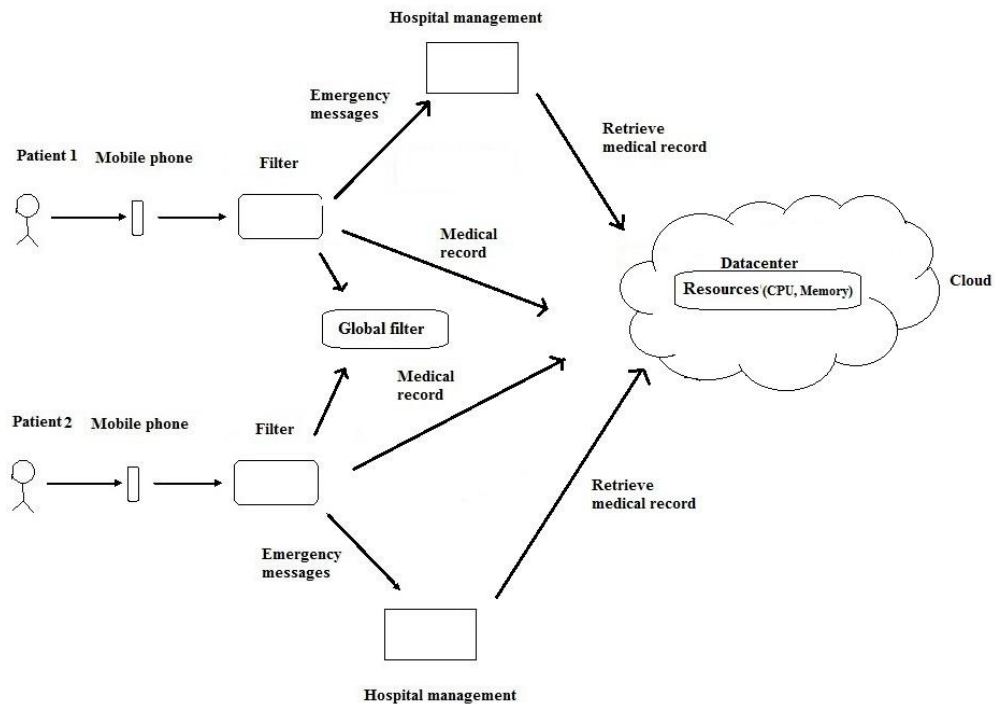 Hospital management
Emergency
messages
Retrieve
medical record
Patient 1
Mobile phone
Filter
Medical
record
Datacenter
Resources (CPU, Memory)
Cloud
Global filter
Medical
record
Patient 2
Mobile phone
Filter
Retrieve
medical record
Emergency
messages
Hospital management